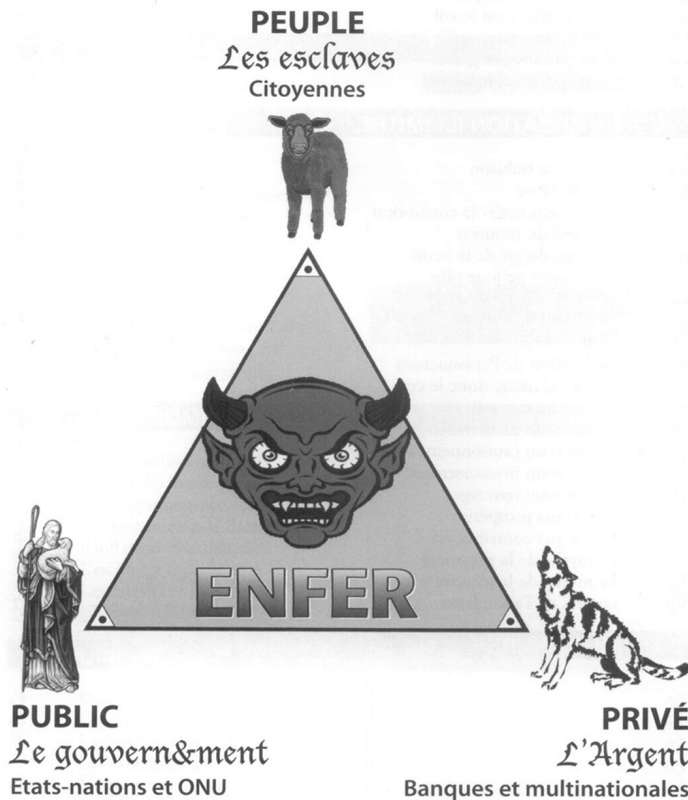 PEUPLE
Les esclaves
Citoyennes
ENFER
PUBLIC
Le gouvern&ment
Etats-nations et ONU
PRIVÉ
L'Argent
Banques et multinationales